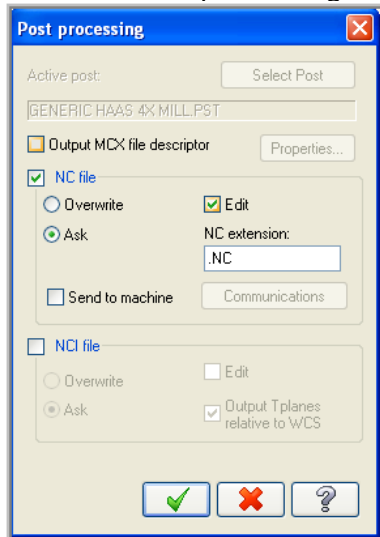 Post processing
Active post:
Select Post
GENERIC HAAS 4X MILL.PST
Output MCX file descriptor
Properties...
NC file
Overwrite
Edit
Ask
NC extension:
.NC
Send to machine
Communications
NCI file
Overwrite
Edit
Ask
Output Tplanes
relative to WCS